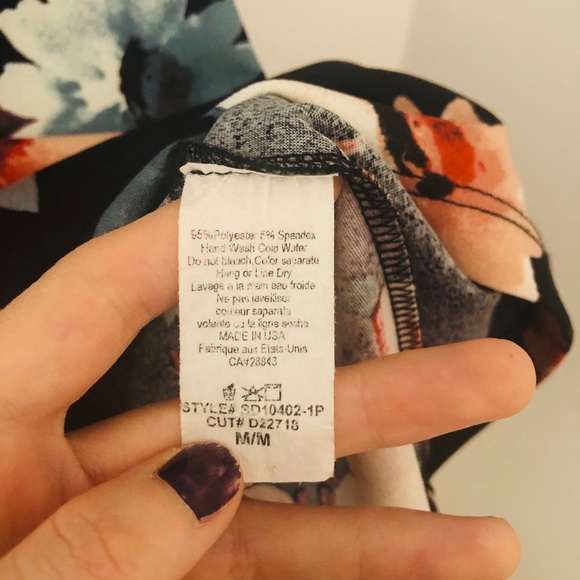 95%Polyester 5% Spandex
Hand Wash Cold Water
Do not bleach,Color separate
Hang or Line Dry
Lavage a la main eau froide
Ne pas javelliser
couleur separate
volante ou la ligne seche
MADE IN USA
Fabrique aux Etats-Unis
CA#28843
STYLE# SD10402-1P
CUT# D22718
M/M